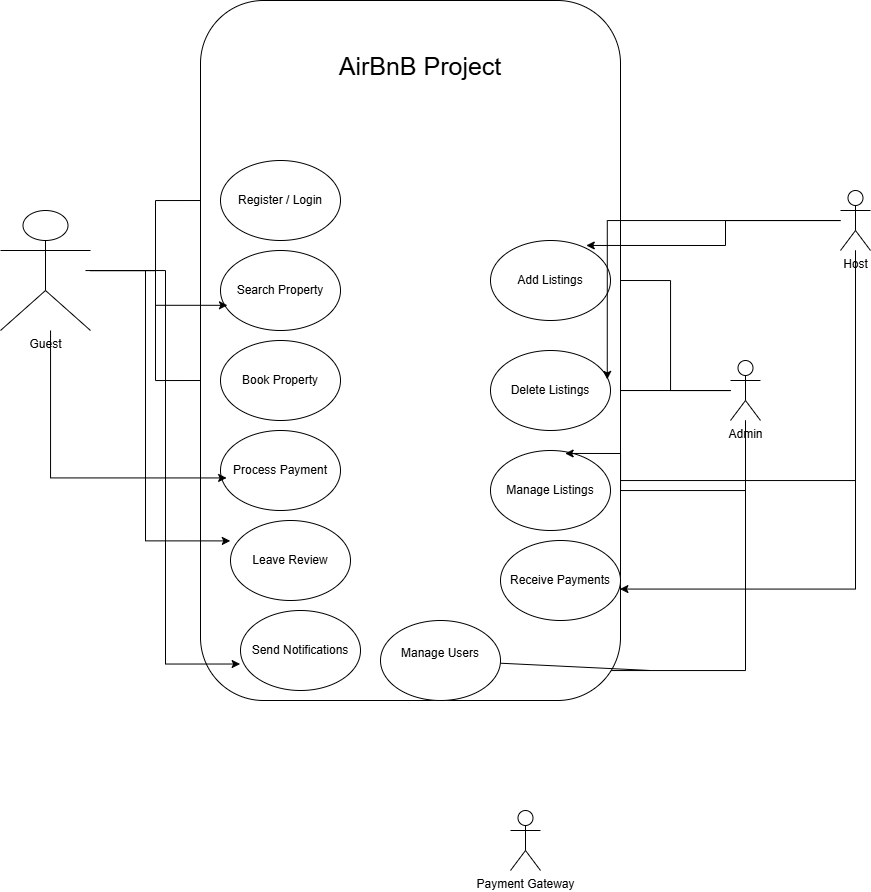 AirBnB Project
Register / Login
Search Property
Book Property
Process Payment
Leave Review
Send Notifications
Guest
Add Listings
Delete Listings
Manage Listings
Receive Payments
Manage Users
Host
Admin
Payment Gateway